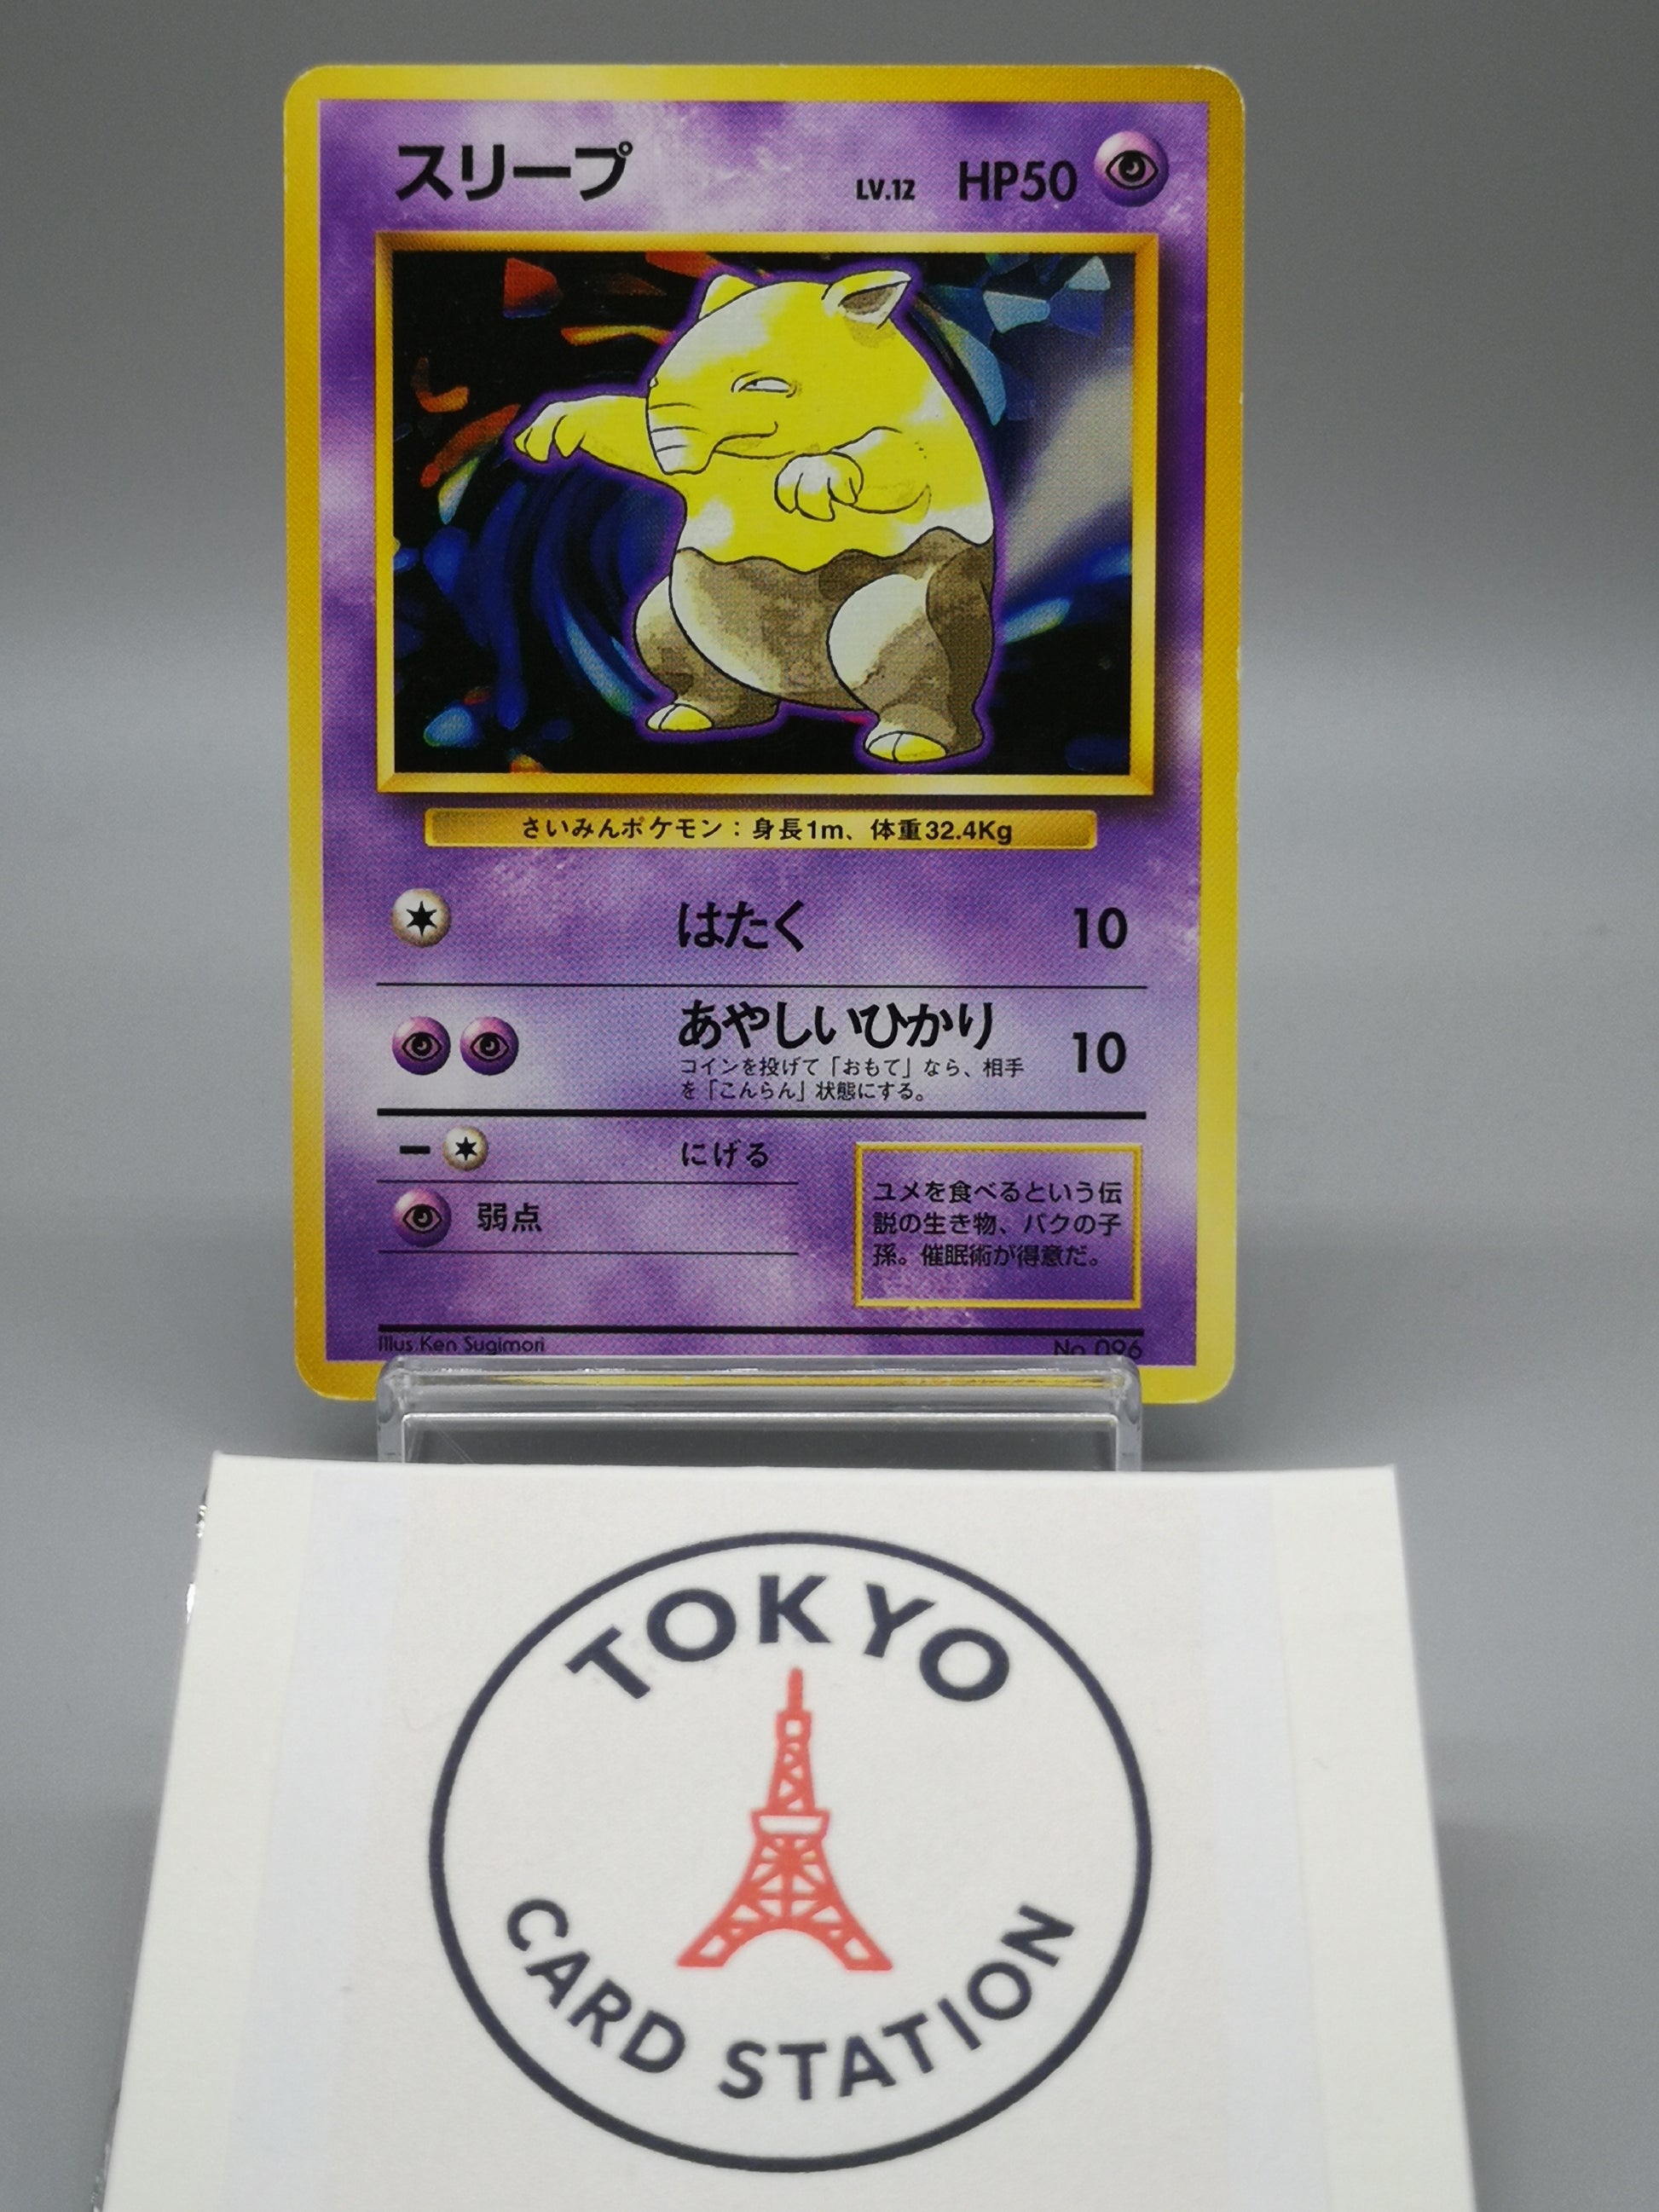 スリープ
LV.12 HP50
さいみんポケモン：身長1m、体重32.4Kg
はたく 10
あやしいひかり 10
コインを投げて「おもて」なら、相手
を「こんらん」状態にする。
にげる
弱点
ユメを食べるという伝
説の生き物、バクの子
孫。催眠術が得意だ。
Illus.Ken Sugimori No.096
TOKYO
CARD STATION